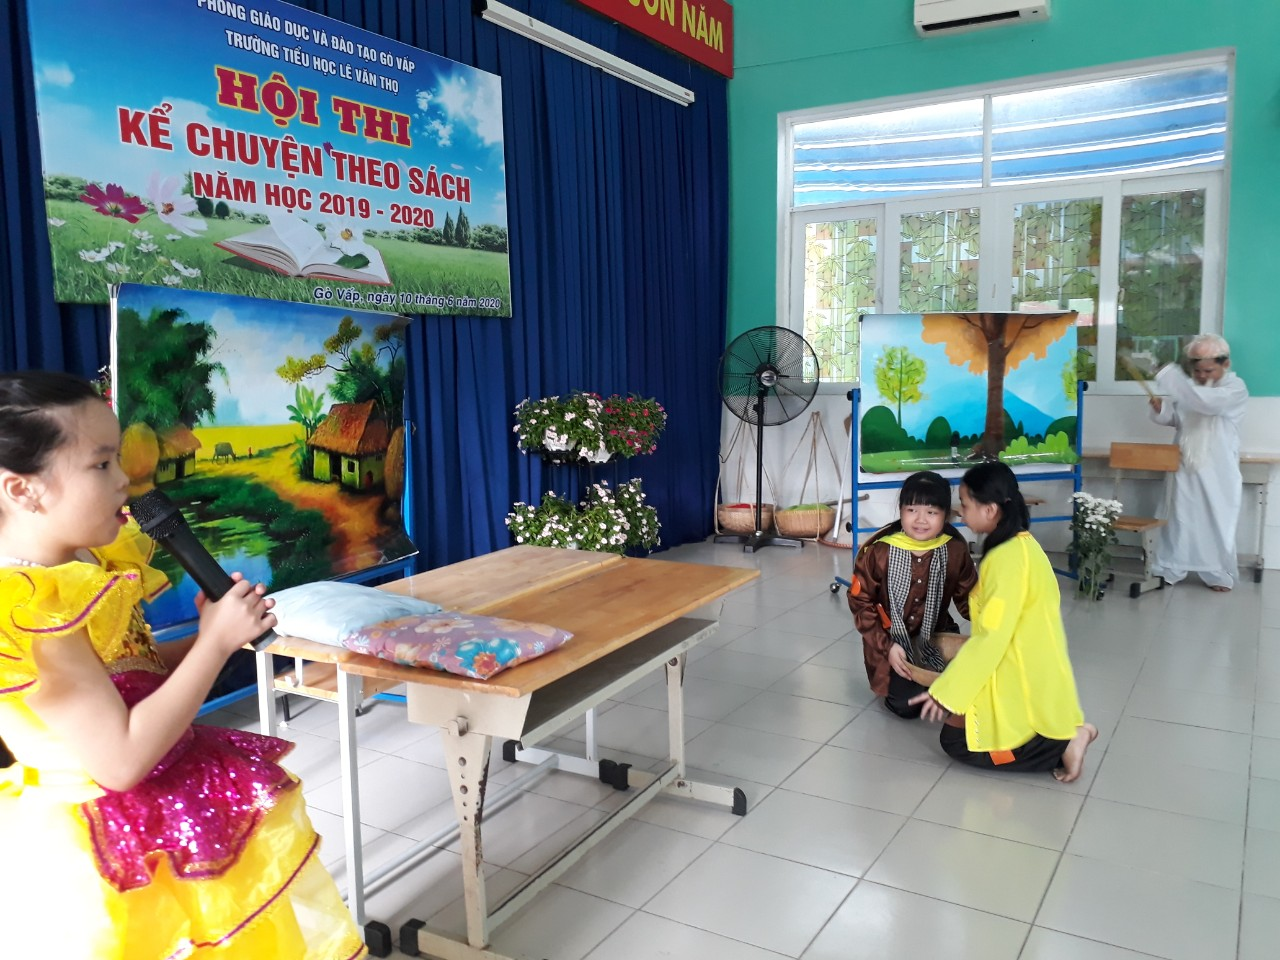 PHÒNG GIÁO DỤC VÀ ĐÀO TẠO GÒ VẤP
TRƯỜNG TIỂU HỌC LÊ VĂN THỌ
HỘI THI
KỂ CHUYỆN THEO SÁCH
NĂM HỌC 2019 - 2020
Gò Vấp, ngày 10 tháng 6 năm 2020
NĂM